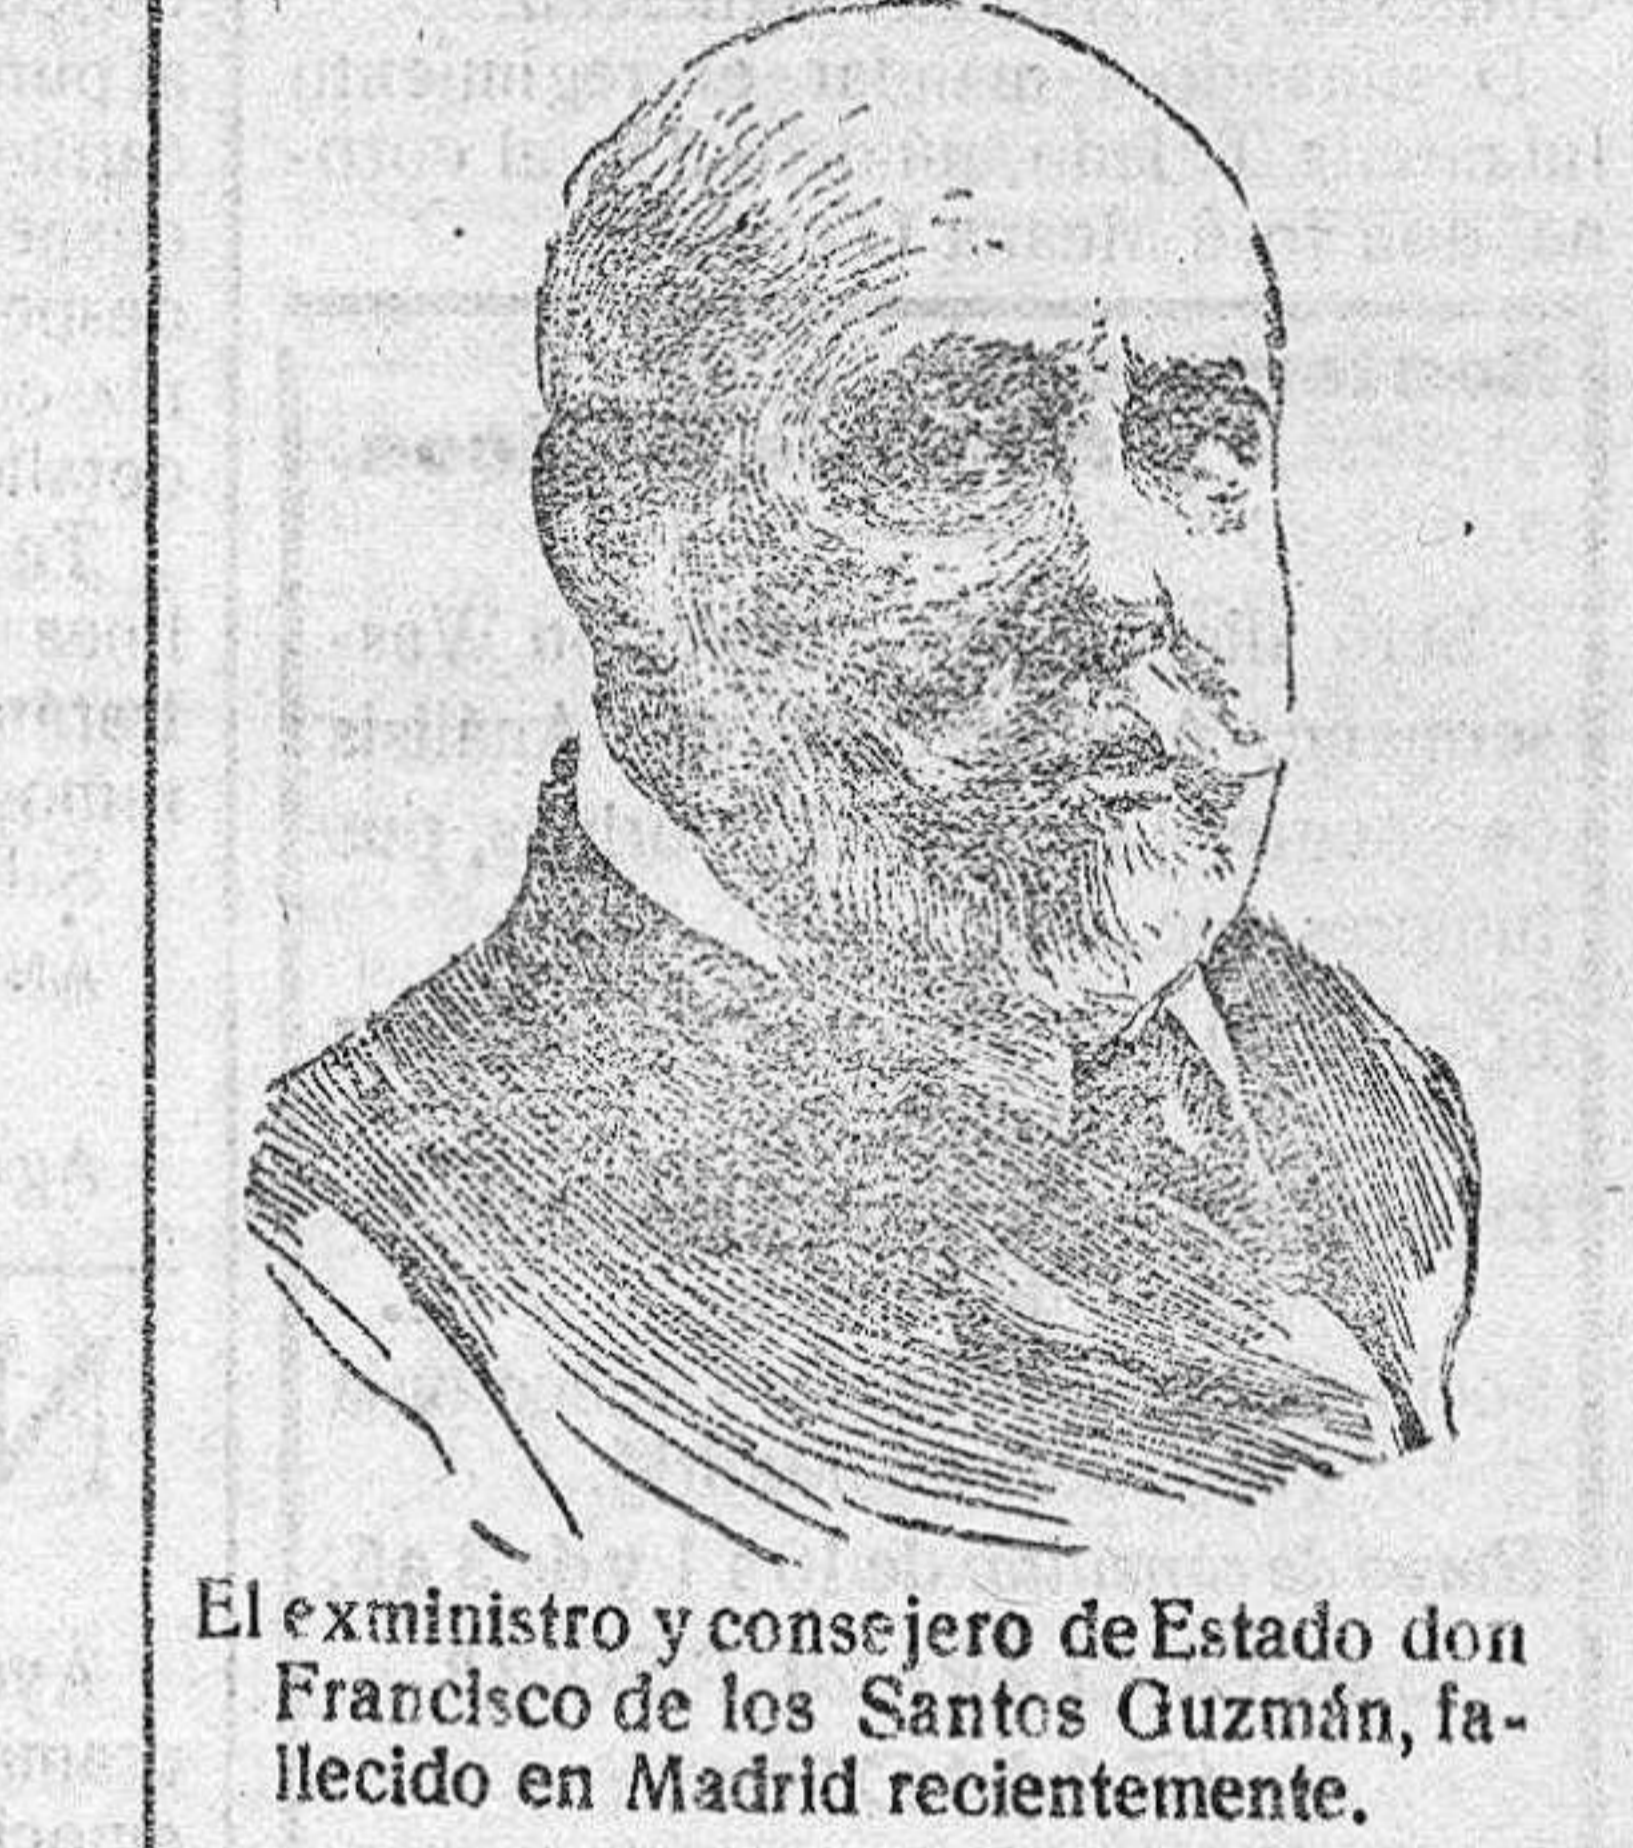 El exministro y consejero de Estado don
Francisco de los Santos Guzmán, fa-
llecido en Madrid recientemente.